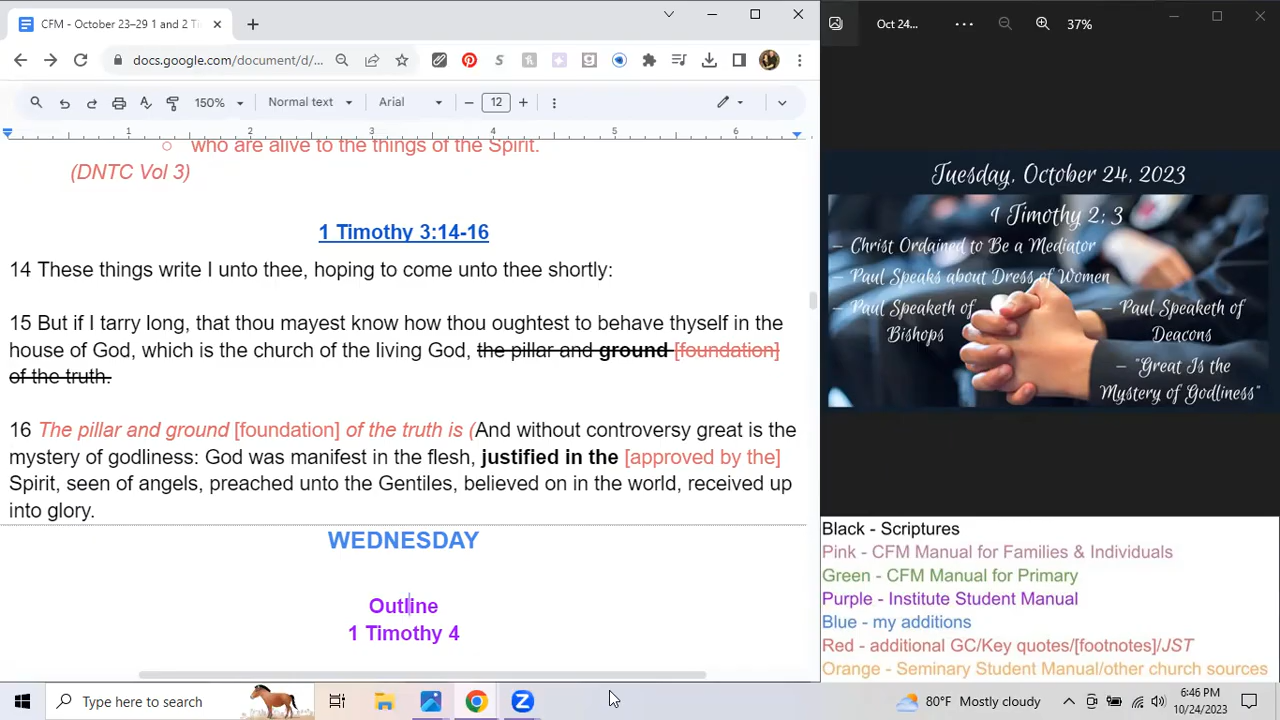 CFM - October 23–29 1 and 2 Ti
docs.google.com/document/d/...
150%
Normal text
Arial
12
1 2 3 4 5 6
who are alive to the things of the Spirit.
(DNTC Vol 3)
1 Timothy 3:14-16
14 These things write I unto thee, hoping to come unto thee shortly:
15 But if I tarry long, that thou mayest know how thou oughtest to behave thyself in the
house of God, which is the church of the living God, the pillar and ground [foundation]
of the truth.
16 The pillar and ground [foundation] of the truth is (And without controversy great is the
mystery of godliness: God was manifest in the flesh, justified in the [approved by the]
Spirit, seen of angels, preached unto the Gentiles, believed on in the world, received up
into glory.
WEDNESDAY
Outline
1 Timothy 4
Oct 24...
37%
Tuesday, October 24, 2023
1 Timothy 2; 3
– Christ Ordained to Be a Mediator
– Paul Speaks about Dress of Women
– Paul Speaketh of
Bishops
– Paul Speaketh of
Deacons
– "Great Is the
Mystery of Godliness"
Black - Scriptures
Pink - CFM Manual for Families & Individuals
Green - CFM Manual for Primary
Purple - Institute Student Manual
Blue - my additions
Red - additional GC/Key quotes/[footnotes]/JST
Orange - Seminary Student Manual/other church sources
Type here to search
80°F Mostly cloudy
6:46 PM
10/24/2023